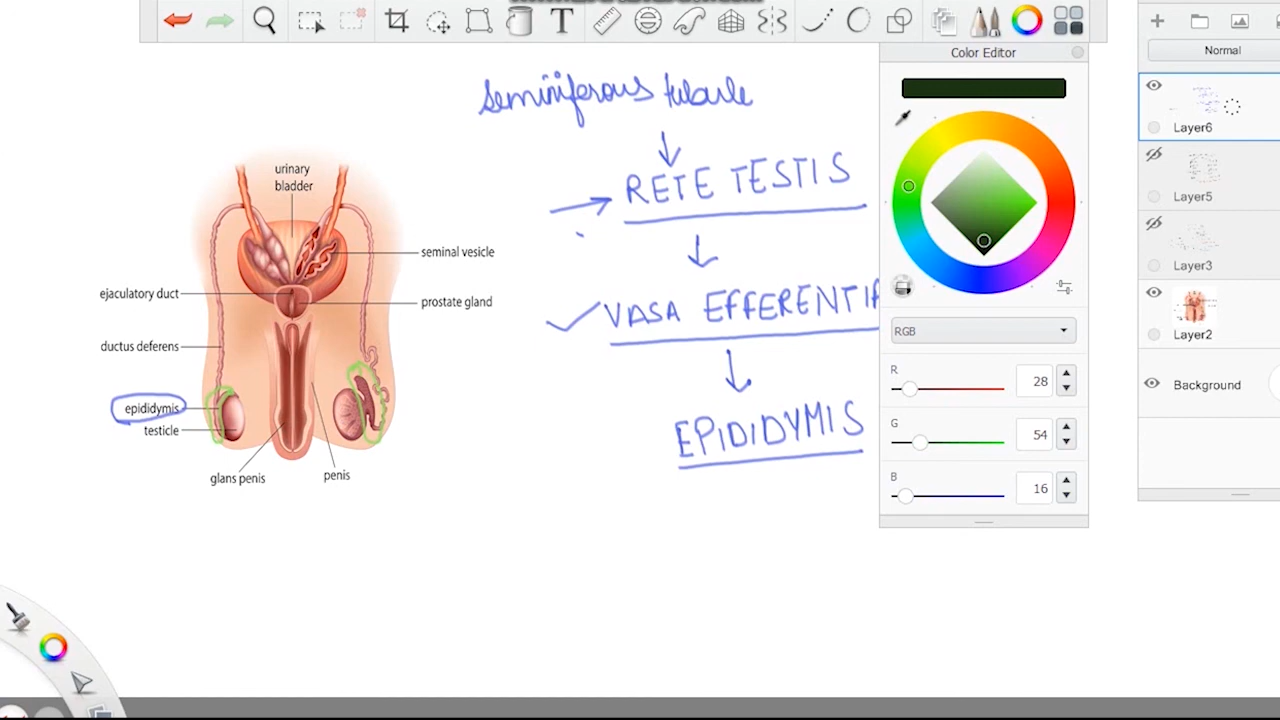 Color Editor
Normal
Seminiferous tubule
RETE TESTIS
VASA EFFERENTIA
EPIDIDYMIS
urinary
bladder
seminal vesicle
ejaculatory duct
prostate gland
ductus deferens
epididymis
testicle
glans penis
penis
RGB
R
28
G
54
B
16
Layer6
Layer5
Layer3
Layer2
Background